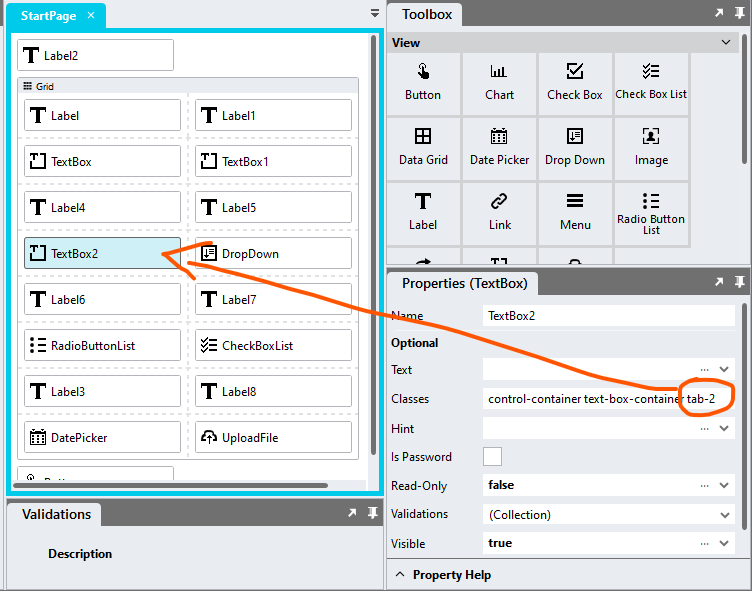 StartPage ×
Label2
Grid
Label
Label1
TextBox
TextBox1
Label4
Label5
TextBox2
DropDown
Label6
Label7
RadioButtonList
CheckBoxList
Label3
Label8
DatePicker
UploadFile
Validations
Description
Toolbox
View
Button
Chart
Check Box
Check Box List
Data Grid
Date Picker
Drop Down
Image
Label
Link
Menu
Radio Button
List
Properties (TextBox)
Name
TextBox2
Optional
Text
...
Classes
control-container text-box-container tab-2
Hint
...
Is Password
Read-Only
false
...
Validations
(Collection)
Visible
true
...
Property Help